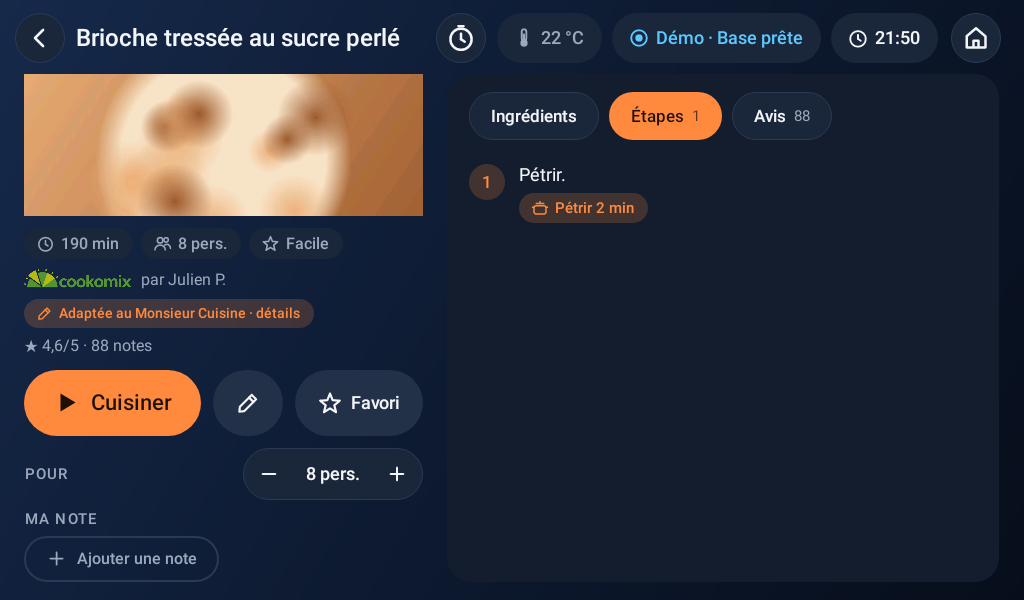 Brioche tressée au sucre perlé
22 °C
Démo · Base prête
21:50
190 min
8 pers.
Facile
cookomix par Julien P.
Adaptée au Monsieur Cuisine · détails
★ 4,6/5 · 88 notes
Cuisiner
Favori
POUR
8 pers.
MA NOTE
Ajouter une note
Ingrédients
Étapes 1
Avis 88
1
Pétrir.
Pétrir 2 min